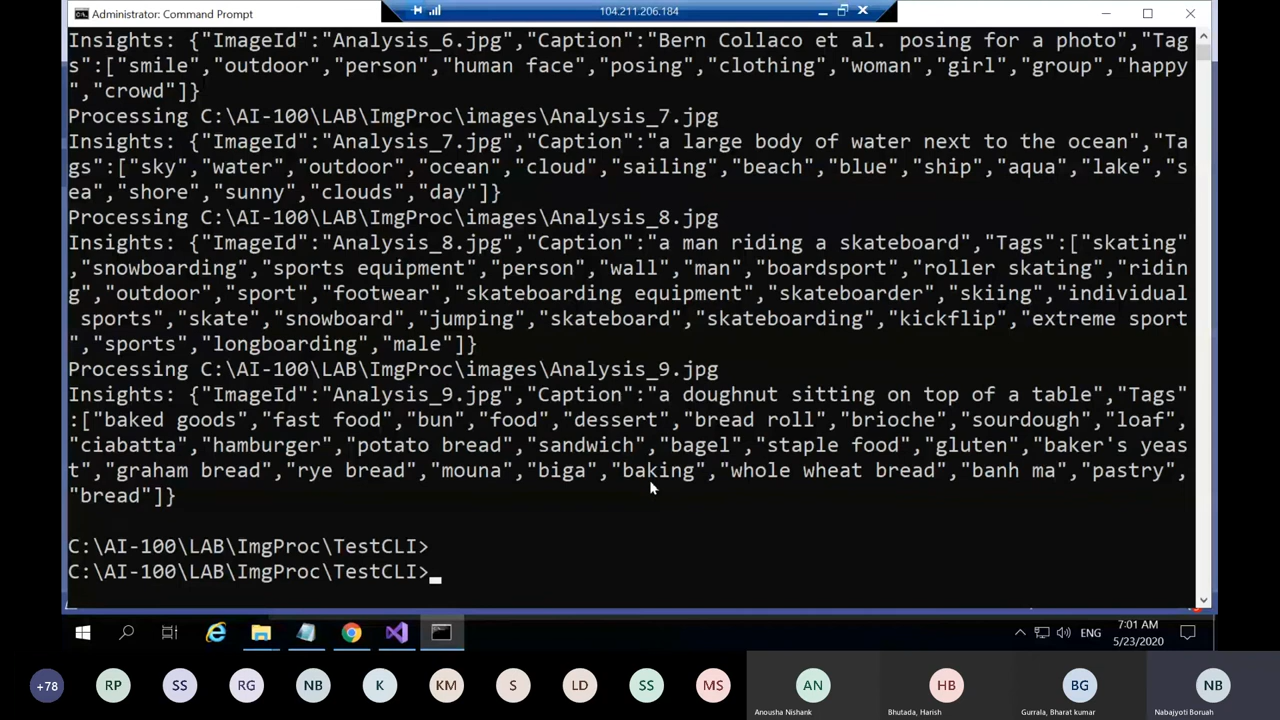 Administrator: Command Prompt
104.211.206.184
Insights: {"ImageId":"Analysis_6.jpg","Caption":"Bern Collaco et al. posing for a photo","Tag
s":["smile","outdoor","person","human face","posing","clothing","woman","girl","group","happy
","crowd"]}
Processing C:\AI-100\LAB\ImgProc\images\Analysis_7.jpg
Insights: {"ImageId":"Analysis_7.jpg","Caption":"a large body of water next to the ocean","Ta
gs":["sky","water","outdoor","ocean","cloud","sailing","beach","blue","ship","aqua","lake","s
ea","shore","sunny","clouds","day"]}
Processing C:\AI-100\LAB\ImgProc\images\Analysis_8.jpg
Insights: {"ImageId":"Analysis_8.jpg","Caption":"a man riding a skateboard","Tags":["skating"
,"snowboarding","sports equipment","person","wall","man","boardsport","roller skating","ridin
g","outdoor","sport","footwear","skateboarding equipment","skateboarder","skiing","individual
 sports","skate","snowboard","jumping","skateboard","skateboarding","kickflip","extreme sport
","sports","longboarding","male"]}
Processing C:\AI-100\LAB\ImgProc\images\Analysis_9.jpg
Insights: {"ImageId":"Analysis_9.jpg","Caption":"a doughnut sitting on top of a table","Tags"
:["baked goods","fast food","bun","food","dessert","bread roll","brioche","sourdough","loaf",
"ciabatta","hamburger","potato bread","sandwich","bagel","staple food","gluten","baker's yeas
t","graham bread","rye bread","mouna","biga","baking","whole wheat bread","banh ma","pastry",
"bread"]}
C:\AI-100\LAB\ImgProc\TestCLI>
C:\AI-100\LAB\ImgProc\TestCLI>
ENG
7:01 AM
5/23/2020
+78 RP SS RG NB K KM S LD SS MS AN HB BG NB
Anousha Nishank Bhutada, Harish Gurrala, Bharat kumar Nabajyoti Boruah